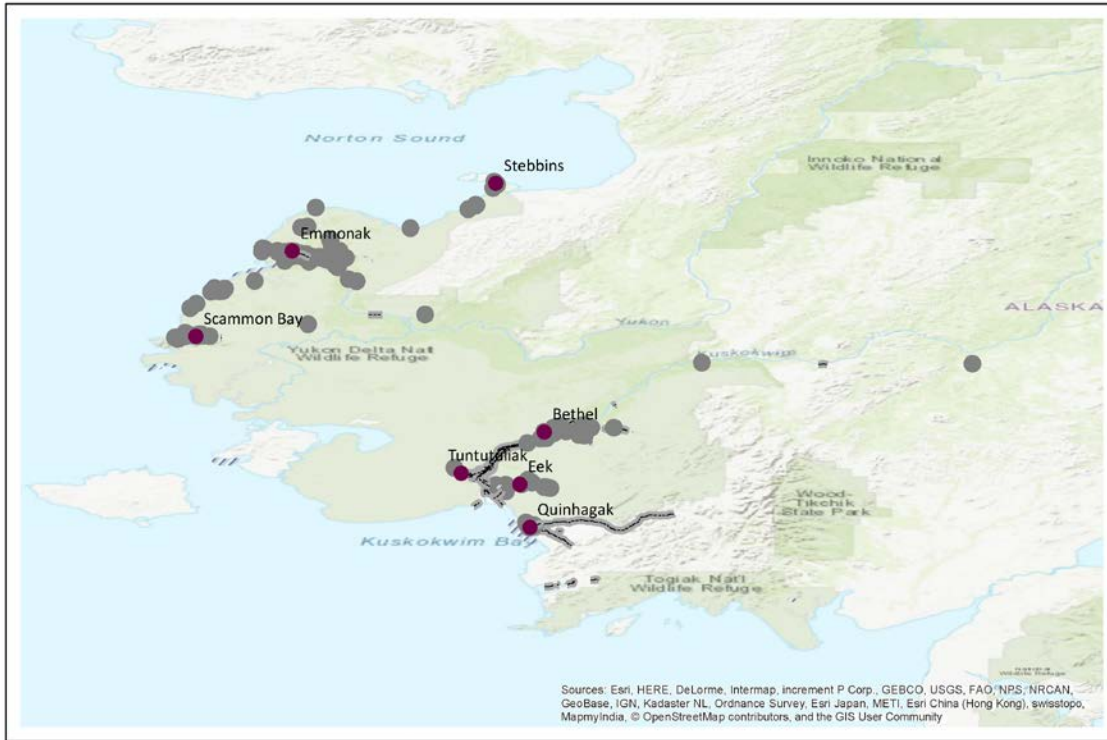 Norton Sound
Stebbins
Innoko National
Wildlife Refuge
Emmonak
ALASKA
Scammon Bay
Yukon
Yukon Delta Nat'l
Wildlife Refuge
Kuskokwim
Bethel
Tuntutuliak
Eek
Wood-
Tikchik
State Park
Quinhagak
Kuskokwim Bay
Togiak Nat'l
Wildlife Refuge
Wildlife Refuge
Sources: Esri, HERE, DeLorme, Intermap, increment P Corp., GEBCO, USGS, FAO, NPS, NRCAN,
GeoBase, IGN, Kadaster NL, Ordnance Survey, Esri Japan, METI, Esri China (Hong Kong), swisstopo,
MapmyIndia, © OpenStreetMap contributors, and the GIS User Community